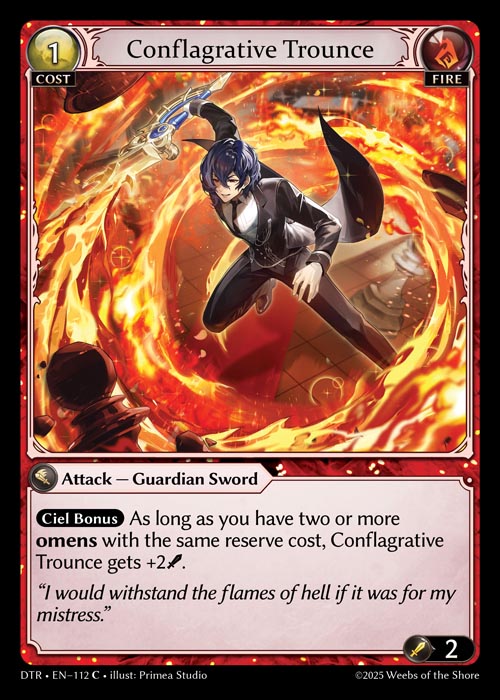 1
Conflagrative Trounce
COST
FIRE
Attack — Guardian Sword
Ciel Bonus As long as you have two or more
omens with the same reserve cost, Conflagrative
Trounce gets +2.
“I would withstand the flames of hell if it was for my
mistress.”
2
DTR • EN–112 C • illust: Primea Studio
©2025 Weebs of the Shore